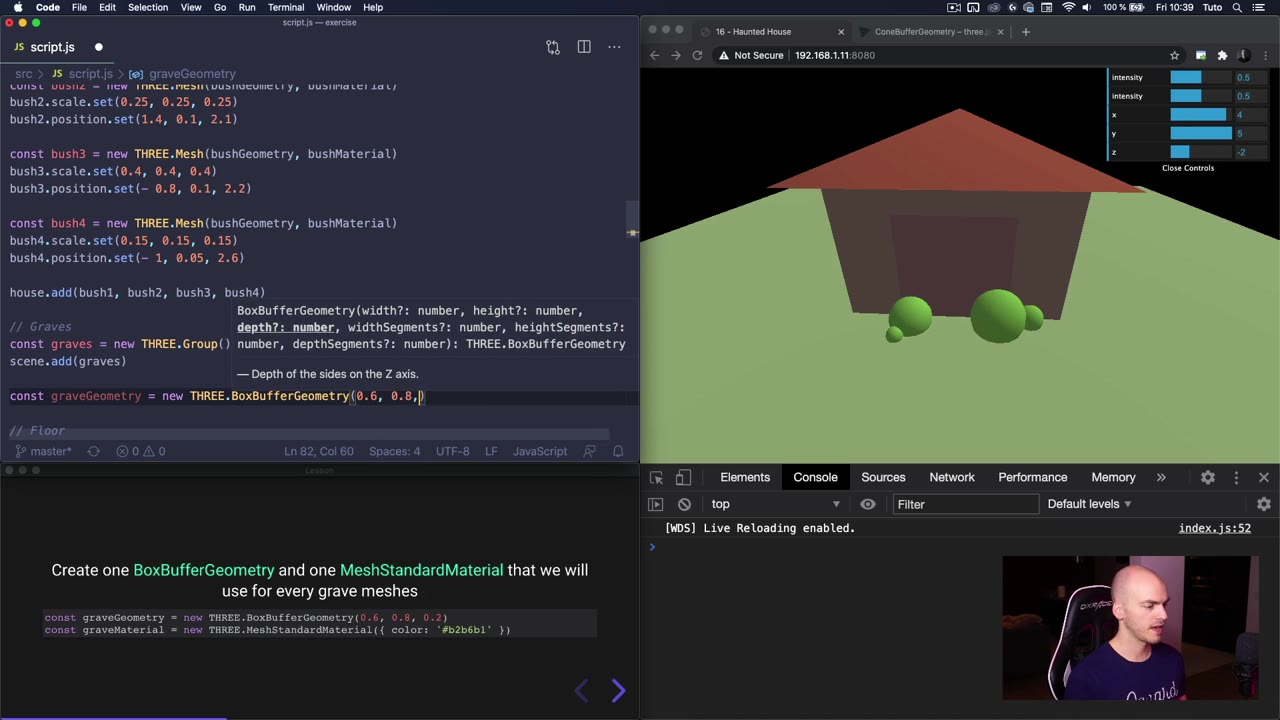 Code File Edit Selection View Go Run Terminal Window Help
100 % Fri 10:39 Tuto
script.js — exercise
JS script.js
src > JS script.js > graveGeometry
const bush2 = new THREE.Mesh(bushGeometry, bushMaterial)
bush2.scale.set(0.25, 0.25, 0.25)
bush2.position.set(1.4, 0.1, 2.1)
const bush3 = new THREE.Mesh(bushGeometry, bushMaterial)
bush3.scale.set(0.4, 0.4, 0.4)
bush3.position.set(- 0.8, 0.1, 2.2)
const bush4 = new THREE.Mesh(bushGeometry, bushMaterial)
bush4.scale.set(0.15, 0.15, 0.15)
bush4.position.set(- 1, 0.05, 2.6)
house.add(bush1, bush2, bush3, bush4)
BoxBufferGeometry(width?: number, height?: number,
depth?: number, widthSegments?: number, heightSegments?:
number, depthSegments?: number): THREE.BoxBufferGeometry
— Depth of the sides on the Z axis.
// Graves
const graves = new THREE.Group()
scene.add(graves)
const graveGeometry = new THREE.BoxBufferGeometry(0.6, 0.8,)
// Floor
master* 0 0 Ln 82, Col 60 Spaces: 4 UTF-8 LF JavaScript
Lesson
Create one BoxBufferGeometry and one MeshStandardMaterial that we will
use for every grave meshes
const graveGeometry = new THREE.BoxBufferGeometry(0.6, 0.8, 0.2)
const graveMaterial = new THREE.MeshStandardMaterial({ color: '#b2b6b1' })
16 - Haunted House
ConeBufferGeometry – three.js
Not Secure 192.168.1.11:8080
intensity 0.5
intensity 0.5
x 4
y 5
z -2
Close Controls
Elements Console Sources Network Performance Memory
top Filter Default levels
[WDS] Live Reloading enabled. index.js:52